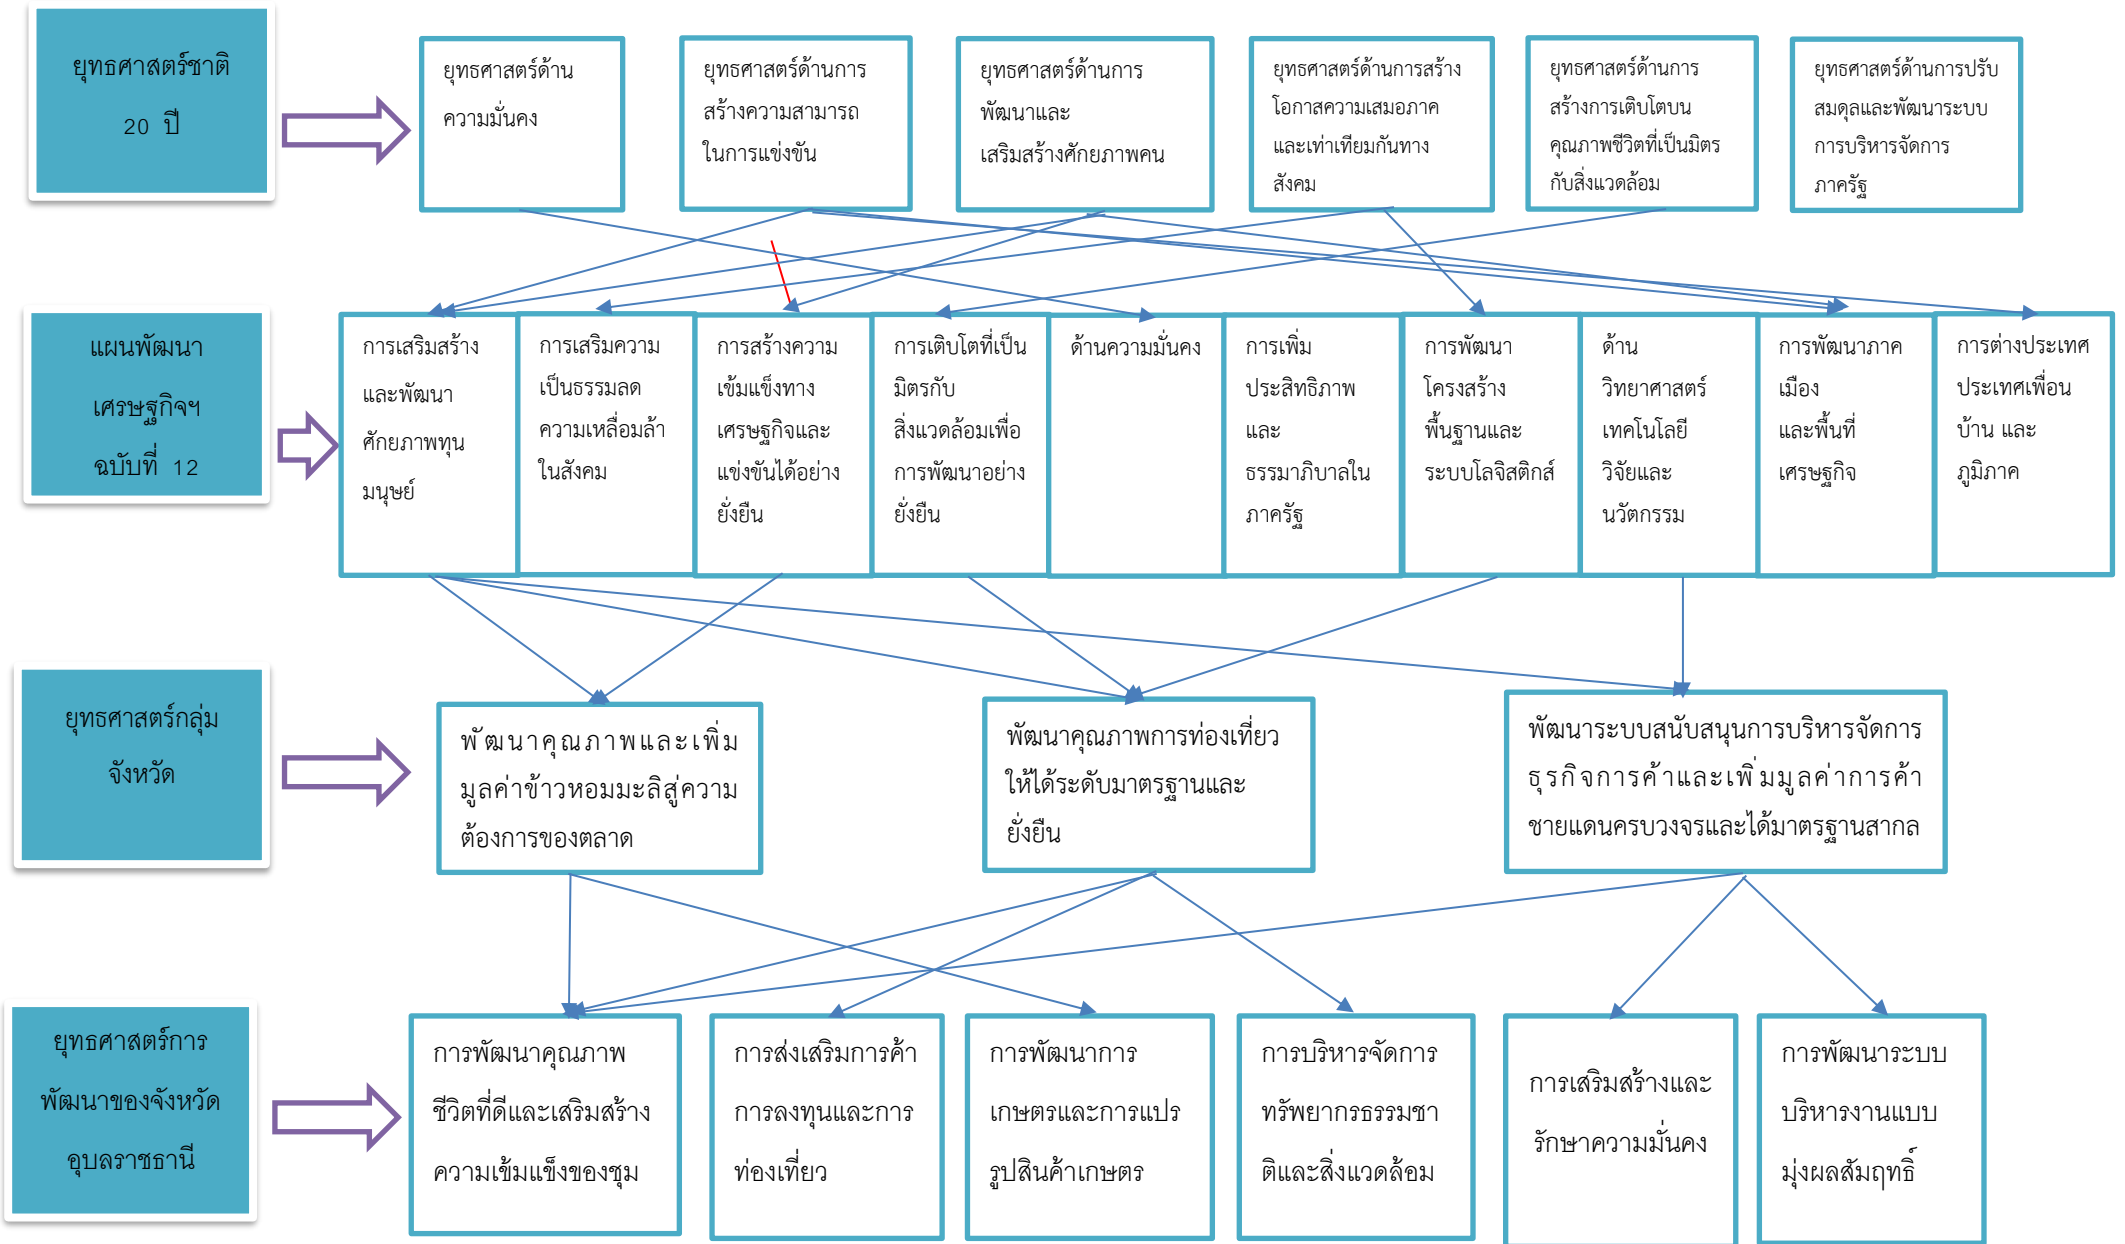 ยุทธศาสตร์ชาติ
20 ปี
ยุทธศาสตร์ด้าน
ความมั่นคง
ยุทธศาสตร์ด้านการ
สร้างความสามารถ
ในการแข่งขัน
ยุทธศาสตร์ด้านการ
พัฒนาและ
เสริมสร้างศักยภาพคน
ยุทธศาสตร์ด้านการสร้าง
โอกาสความเสมอภาค
และเท่าเทียมกันทาง
สังคม
ยุทธศาสตร์ด้านการ
สร้างการเติบโตบน
คุณภาพชีวิตที่เป็นมิตร
กับสิ่งแวดล้อม
ยุทธศาสตร์ด้านการปรับ
สมดุลและพัฒนาระบบ
การบริหารจัดการ
ภาครัฐ
แผนพัฒนา
เศรษฐกิจฯ
ฉบับที่ 12
การเสริมสร้าง
และพัฒนา
ศักยภาพทุน
มนุษย์
การเสริมความ
เป็นธรรมลด
ความเหลื่อมล้ำ
ในสังคม
การสร้างความ
เข้มแข็งทาง
เศรษฐกิจและ
แข่งขันได้อย่าง
ยั่งยืน
การเติบโตที่เป็น
มิตรกับ
สิ่งแวดล้อมเพื่อ
การพัฒนาอย่าง
ยั่งยืน
ด้านความมั่นคง
การเพิ่ม
ประสิทธิภาพ
และ
ธรรมาภิบาลใน
ภาครัฐ
การพัฒนา
โครงสร้าง
พื้นฐานและ
ระบบโลจิสติกส์
ด้าน
วิทยาศาสตร์
เทคโนโลยี
วิจัยและ
นวัตกรรม
การพัฒนาภาค
เมือง
และพื้นที่
เศรษฐกิจ
การต่างประเทศ
ประเทศเพื่อน
บ้าน และ
ภูมิภาค
ยุทธศาสตร์กลุ่ม
จังหวัด
พัฒนาคุณภาพและเพิ่ม
มูลค่าข้าวหอมมะลิสู่ความ
ต้องการของตลาด
พัฒนาคุณภาพการท่องเที่ยว
ให้ได้ระดับมาตรฐานและ
ยั่งยืน
พัฒนาระบบสนับสนุนการบริหารจัดการ
ธุรกิจการค้าและเพิ่มมูลค่าการค้า
ชายแดนครบวงจรและได้มาตรฐานสากล
ยุทธศาสตร์การ
พัฒนาของจังหวัด
อุบลราชธานี
การพัฒนาคุณภาพ
ชีวิตที่ดีและเสริมสร้าง
ความเข้มแข็งของชุม
การส่งเสริมการค้า
การลงทุนและการ
ท่องเที่ยว
การพัฒนาการ
เกษตรและการแปร
รูปสินค้าเกษตร
การบริหารจัดการ
ทรัพยากรธรรมชา
ติและสิ่งแวดล้อม
การเสริมสร้างและ
รักษาความมั่นคง
การพัฒนาระบบ
บริหารงานแบบ
มุ่งผลสัมฤทธิ์